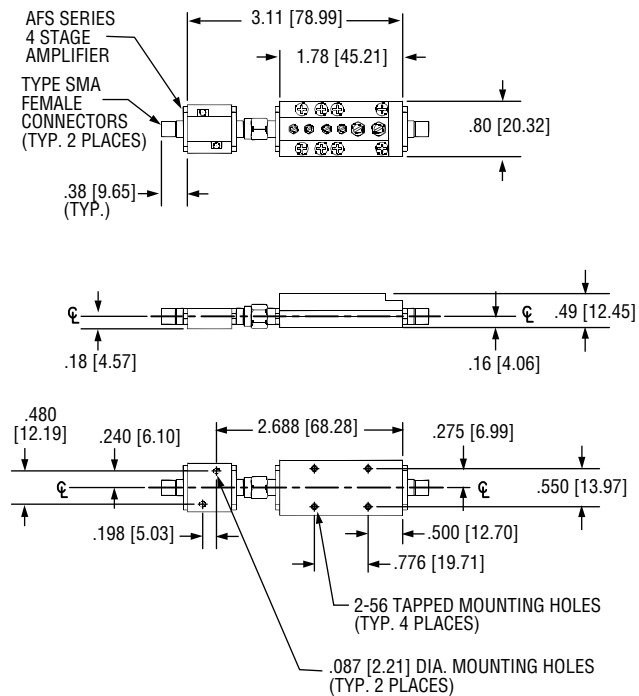 AFS SERIES
4 STAGE
AMPLIFIER
TYPE SMA
FEMALE
CONNECTORS
(TYP. 2 PLACES)
3.11 [78.99]
1.78 [45.21]
.80 [20.32]
.38 [9.65]
(TYP.)
℄
℄
.49 [12.45]
.18 [4.57]
.16 [4.06]
.480
[12.19]
.240 [6.10]
2.688 [68.28]
.275 [6.99]
℄
℄
.550 [13.97]
.198 [5.03]
.500 [12.70]
.776 [19.71]
2-56 TAPPED MOUNTING HOLES
(TYP. 4 PLACES)
.087 [2.21] DIA. MOUNTING HOLES
(TYP. 2 PLACES)